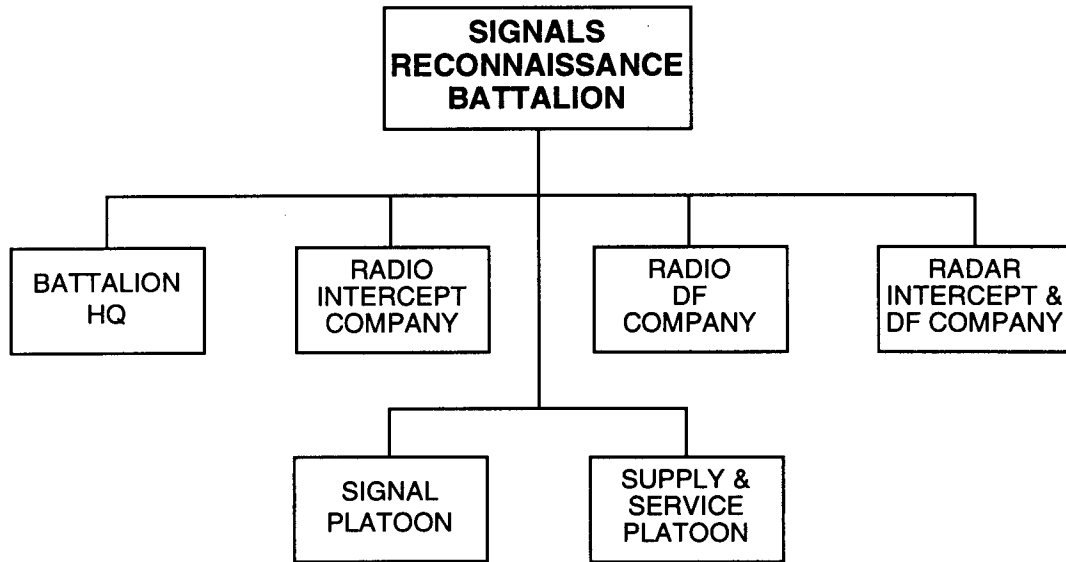 SIGNALS
RECONNAISSANCE
BATTALION
BATTALION
HQ
RADIO
INTERCEPT
COMPANY
RADIO
DF
COMPANY
RADAR
INTERCEPT &
DF COMPANY
SIGNAL
PLATOON
SUPPLY &
SERVICE
PLATOON